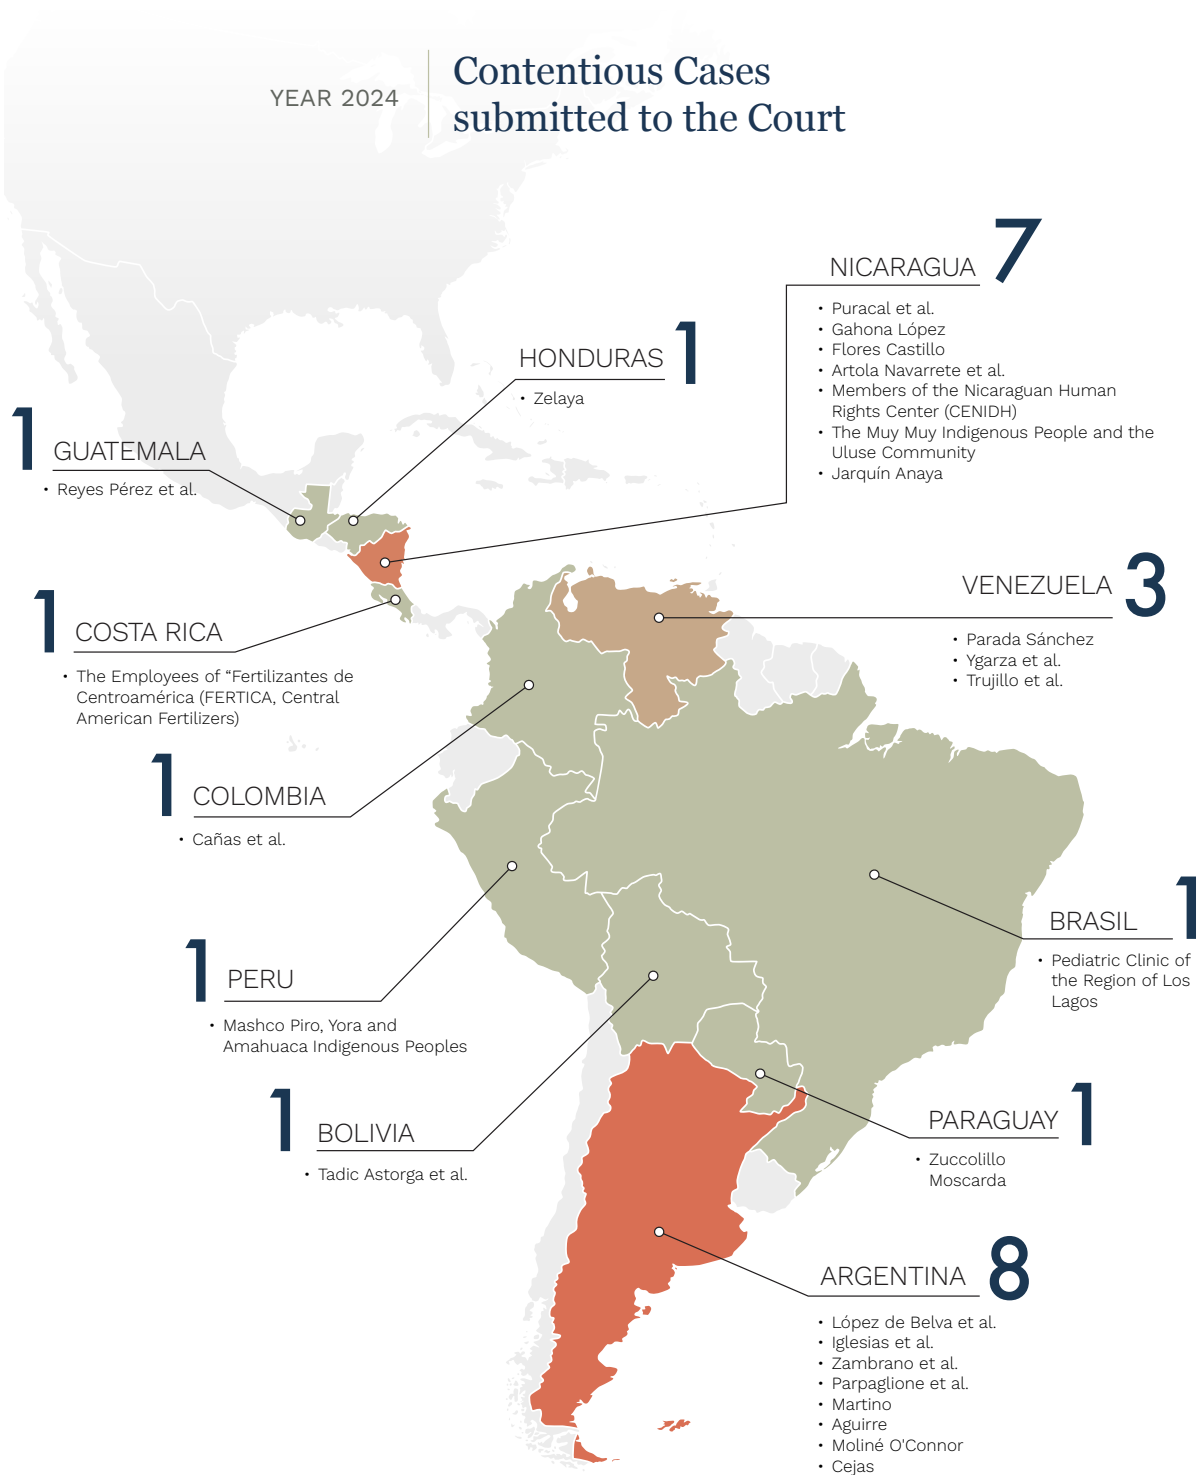 YEAR 2024
Contentious Cases
submitted to the Court
NICARAGUA 7
• Puracal et al.
• Gahona López
• Flores Castillo
• Artola Navarrete et al.
• Members of the Nicaraguan Human
Rights Center (CENIDH)
• The Muy Muy Indigenous People and the
Uluse Community
• Jarquín Anaya
HONDURAS 1
• Zelaya
1 GUATEMALA
• Reyes Pérez et al.
VENEZUELA 3
• Parada Sánchez
• Ygarza et al.
• Trujillo et al.
1 COSTA RICA
• The Employees of “Fertilizantes de
Centroamérica (FERTICA, Central
American Fertilizers)
1 COLOMBIA
• Cañas et al.
BRASIL 1
• Pediatric Clinic of
the Region of Los
Lagos
1 PERU
• Mashco Piro, Yora and
Amahuaca Indigenous Peoples
1 BOLIVIA
• Tadic Astorga et al.
PARAGUAY 1
• Zuccolillo
Moscarda
ARGENTINA 8
• López de Belva et al.
• Iglesias et al.
• Zambrano et al.
• Parpaglione et al.
• Martino
• Aguirre
• Moliné O'Connor
• Cejas